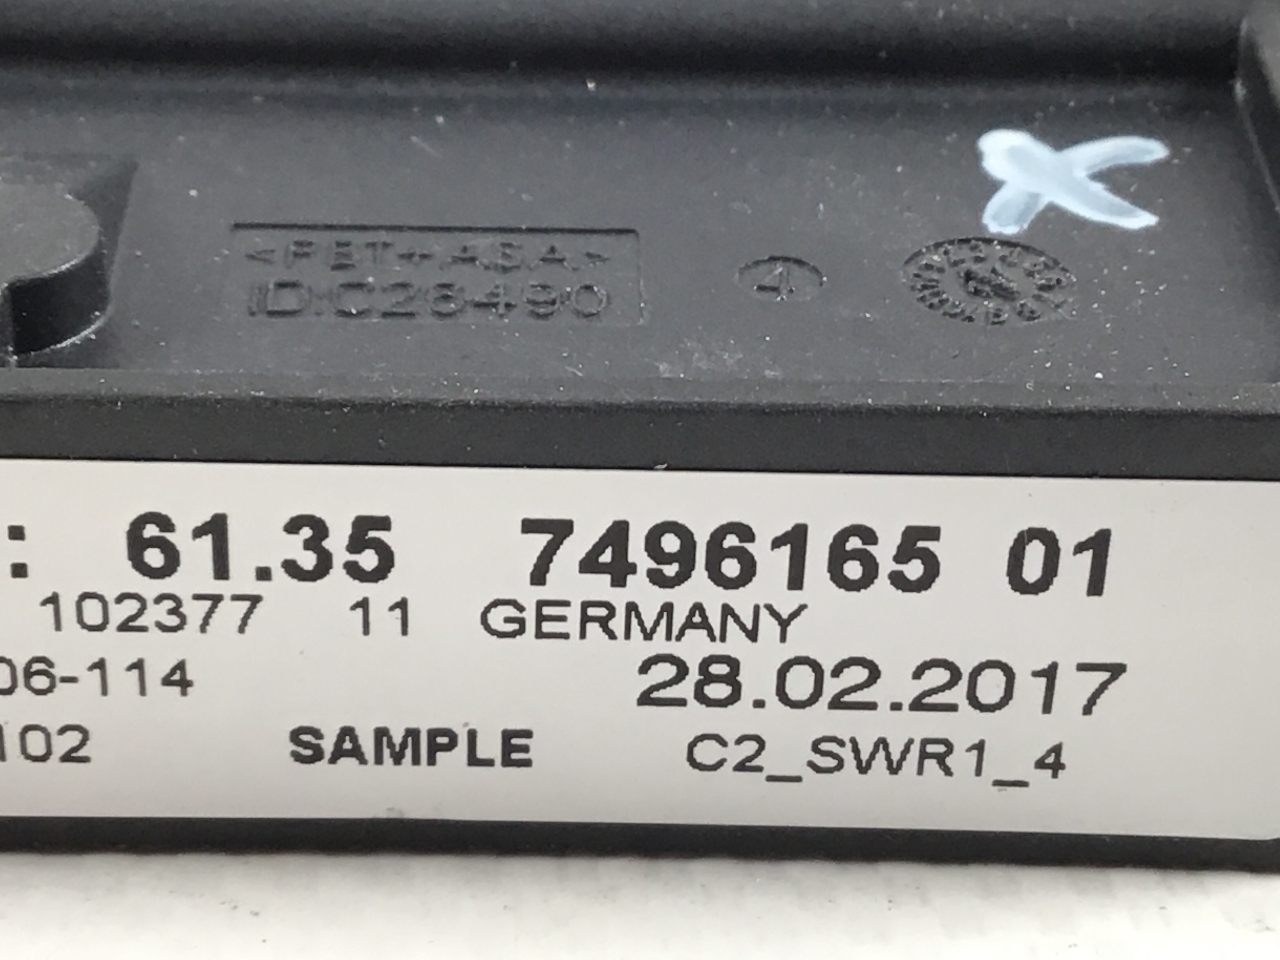 <PBT+ASA>
ID:C28490
4
: 61.35 7496165 01
102377 11 GERMANY
06-114
28.02.2017
102 SAMPLE C2_SWR1_4